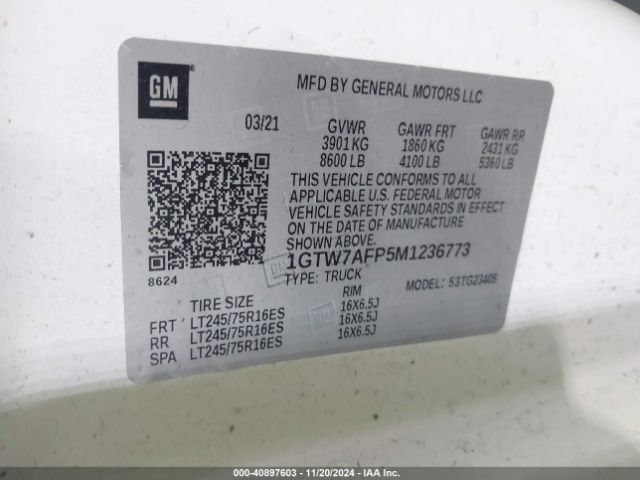 GM
MFD BY GENERAL MOTORS LLC
03/21 GVWR GAWR FRT GAWR RR
3901 KG 1860 KG 2431 KG
8600 LB 4100 LB 5360 LB
THIS VEHICLE CONFORMS TO ALL
APPLICABLE U.S. FEDERAL MOTOR
VEHICLE SAFETY STANDARDS IN EFFECT
ON THE DATE OF MANUFACTURE SHOWN ABOVE.
1GTW7AFP5M1236773
8624
TYPE: TRUCK MODEL: 53TG23405
TIRE SIZE RIM
FRT LT245/75R16ES 16X6.5J
RR LT245/75R16ES 16X6.5J
SPA LT245/75R16ES 16X6.5J
000-40897603 - 11/20/2024 - IAA Inc.